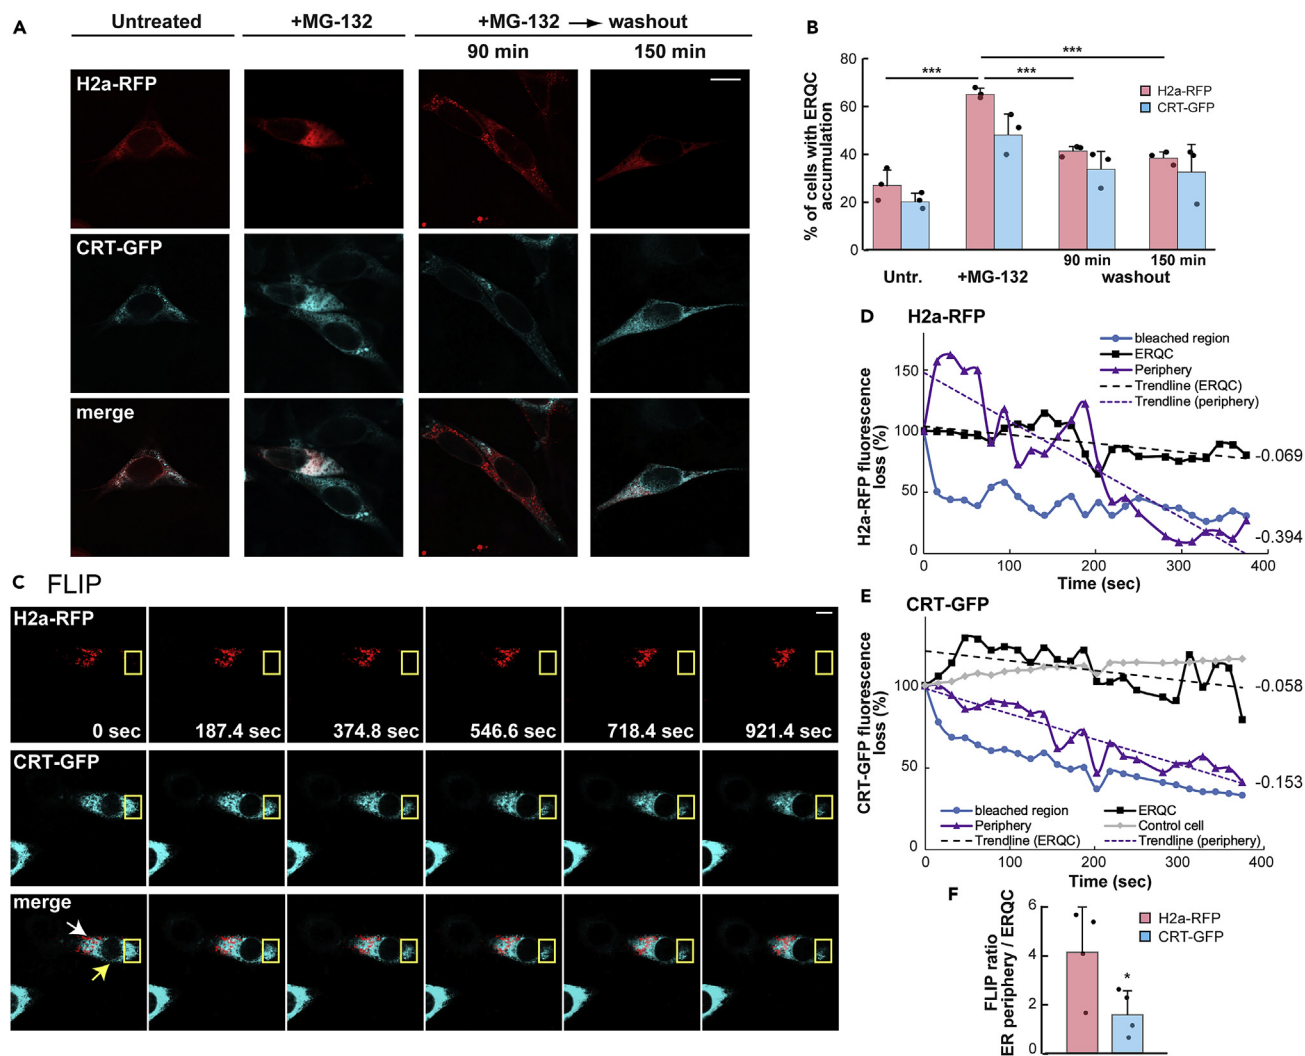 A
Untreated
+MG-132
+MG-132 → washout
90 min
150 min
H2a-RFP
CRT-GFP
merge
B
% of cells with ERQC
accumulation
80
60
40
20
0
***
***
***
H2a-RFP
CRT-GFP
90 min
150 min
Untr.
+MG-132
washout
C FLIP
H2a-RFP
0 sec
187.4 sec
374.8 sec
546.6 sec
718.4 sec
921.4 sec
CRT-GFP
merge
D H2a-RFP
H2a-RFP fluorescence
loss (%)
150
100
50
0
bleached region
ERQC
Periphery
Trendline (ERQC)
Trendline (periphery)
-0.069
-0.394
0
100
200
300
400
Time (sec)
E CRT-GFP
CRT-GFP fluorescence
loss (%)
100
50
0
-0.058
-0.153
bleached region
ERQC
Periphery
Control cell
Trendline (ERQC)
Trendline (periphery)
0
100
200
300
400
Time (sec)
F
FLIP ratio
ER periphery / ERQC
6
4
2
0
*
H2a-RFP
CRT-GFP